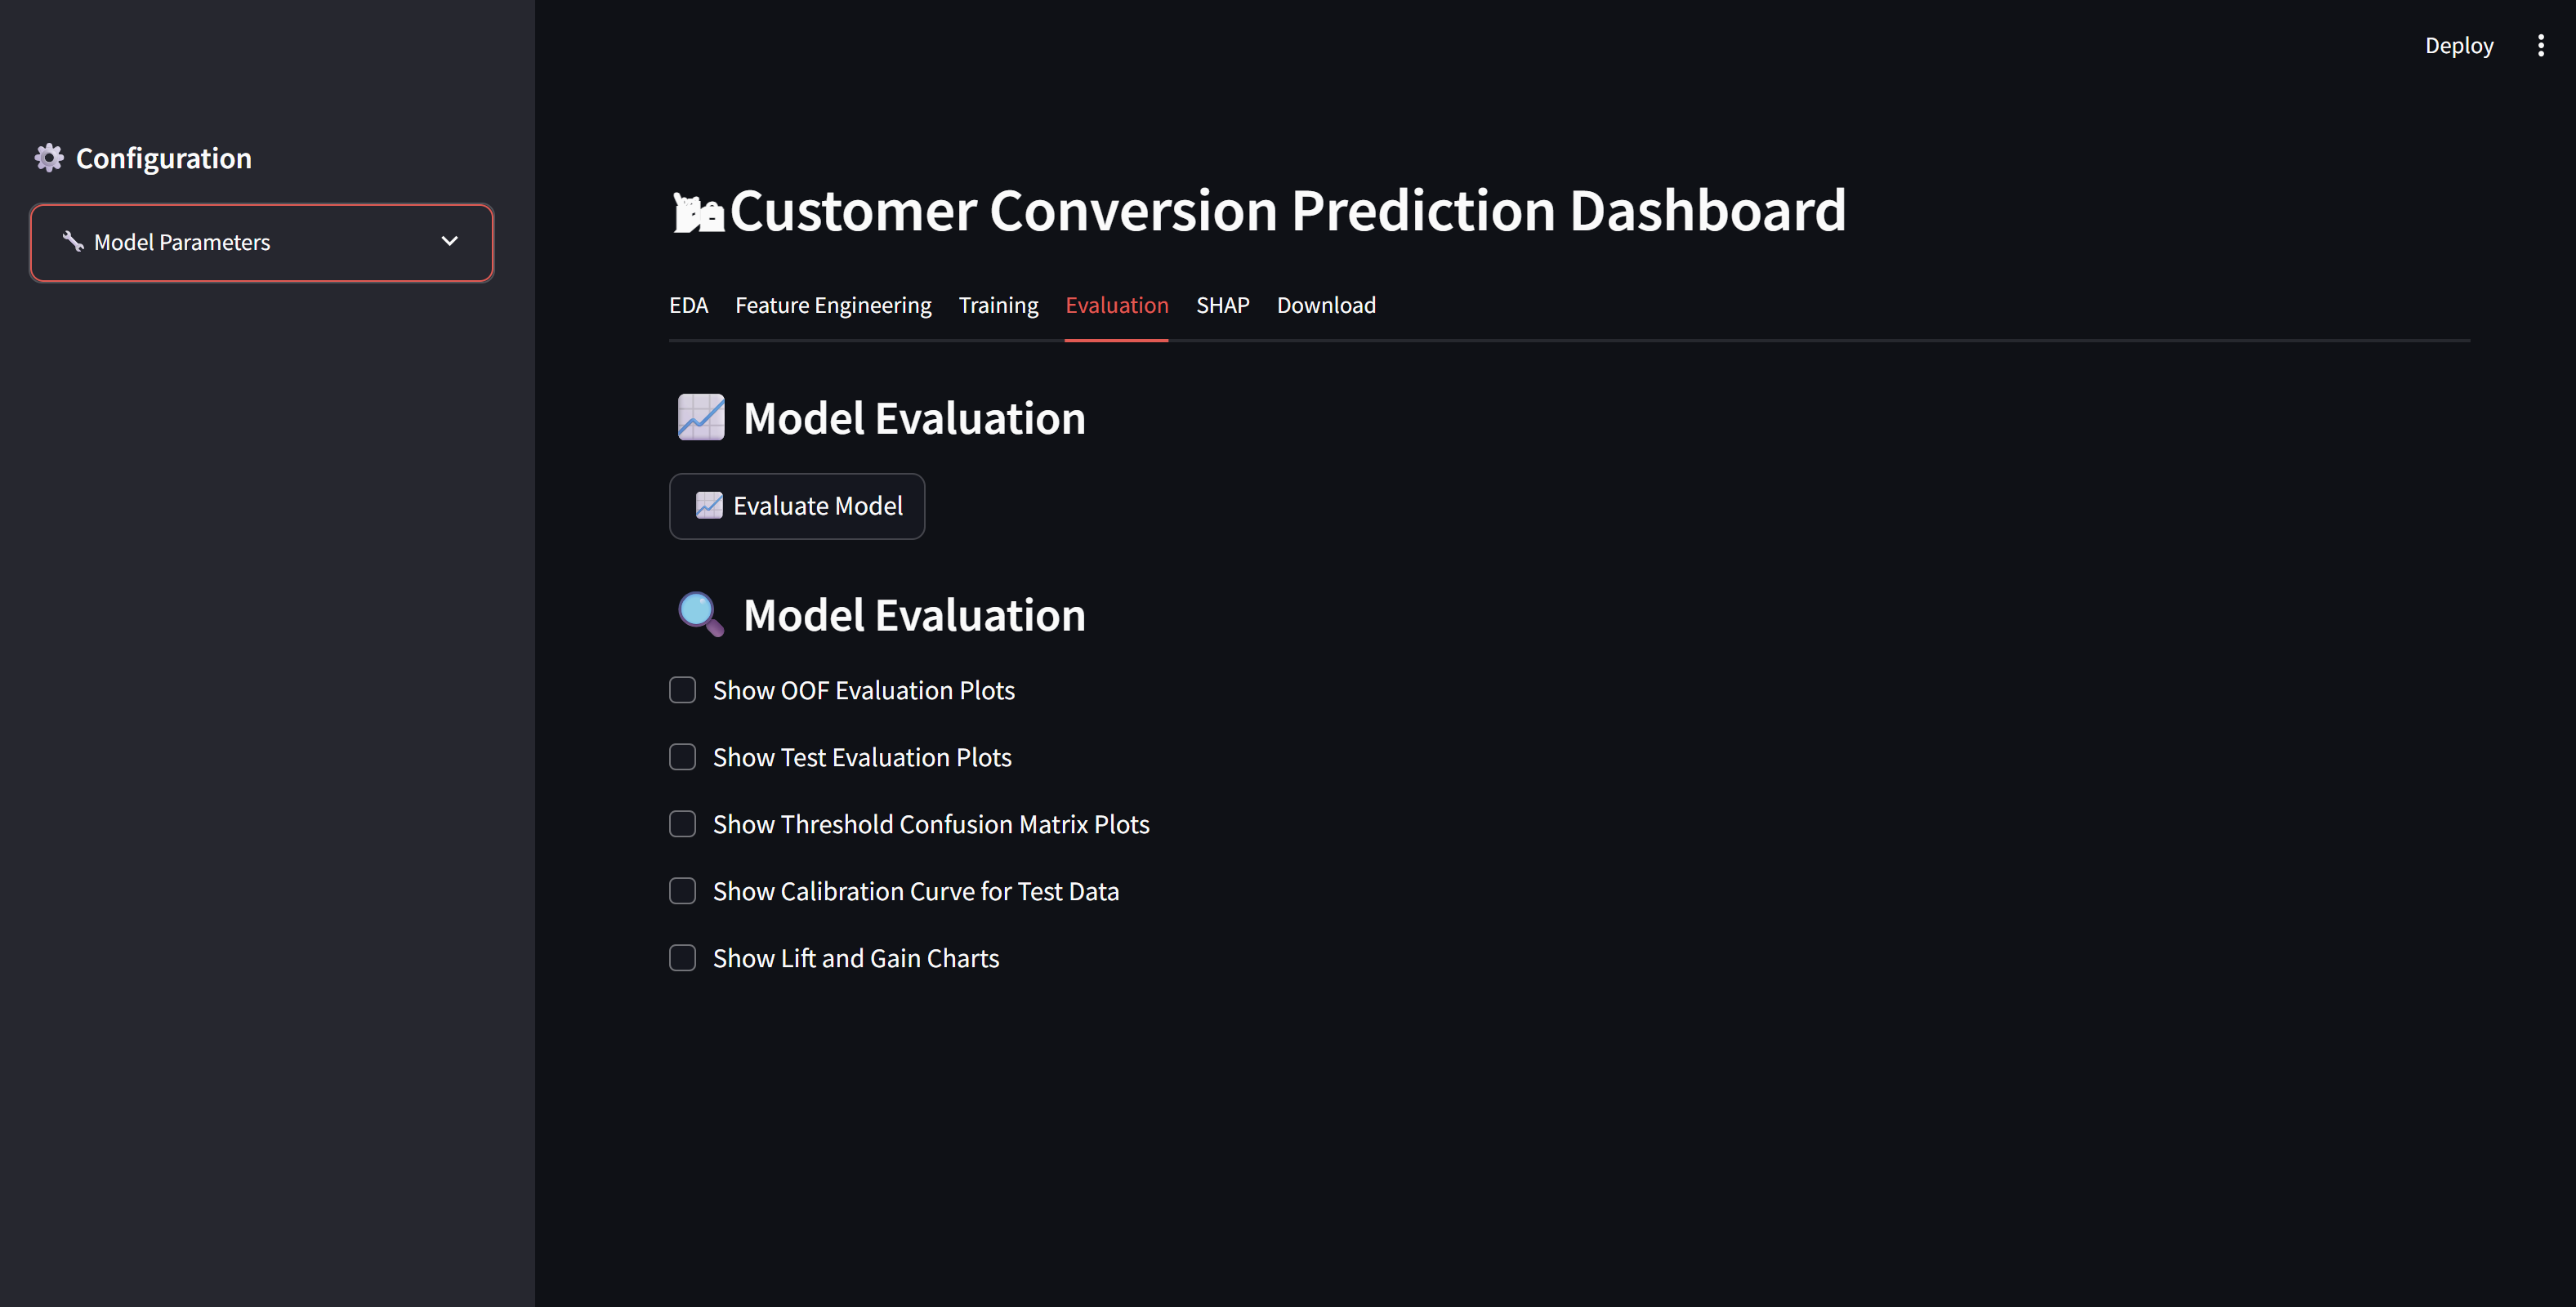 Deploy
Configuration
Model Parameters
Customer Conversion Prediction Dashboard
EDA Feature Engineering Training Evaluation SHAP Download
Model Evaluation
Evaluate Model
Model Evaluation
Show OOF Evaluation Plots
Show Test Evaluation Plots
Show Threshold Confusion Matrix Plots
Show Calibration Curve for Test Data
Show Lift and Gain Charts